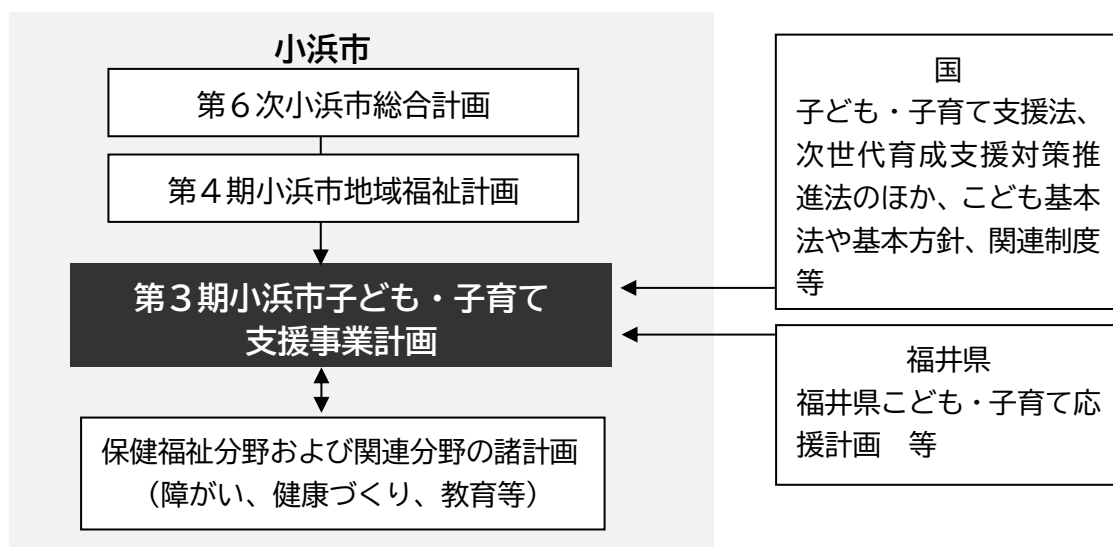 小浜市
第６次小浜市総合計画
第４期小浜市地域福祉計画
第３期小浜市子ども・子育て
支援事業計画
保健福祉分野および関連分野の諸計画
（障がい、健康づくり、教育等）
国
子ども・子育て支援法、
次世代育成支援対策推
進法のほか、こども基本
法や基本方針、関連制度
等
福井県
福井県こども・子育て応
援計画　等